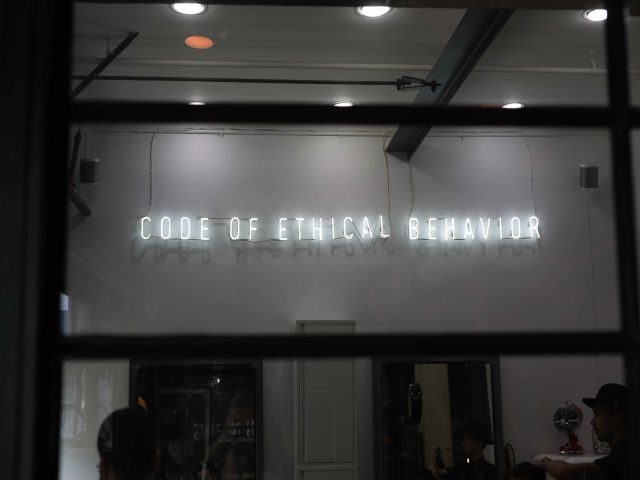 CODE OF ETHICAL BEHAVIOR